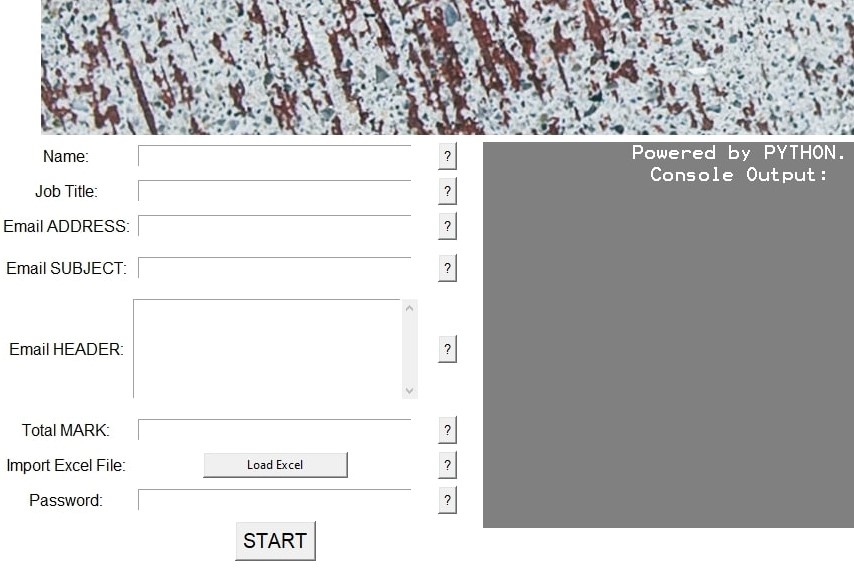 Name:
?
Job Title:
?
Email ADDRESS:
?
Email SUBJECT:
?
Email HEADER:
?
Total MARK:
?
Import Excel File:
Load Excel
?
Password:
?
START
Powered by PYTHON.
Console Output: